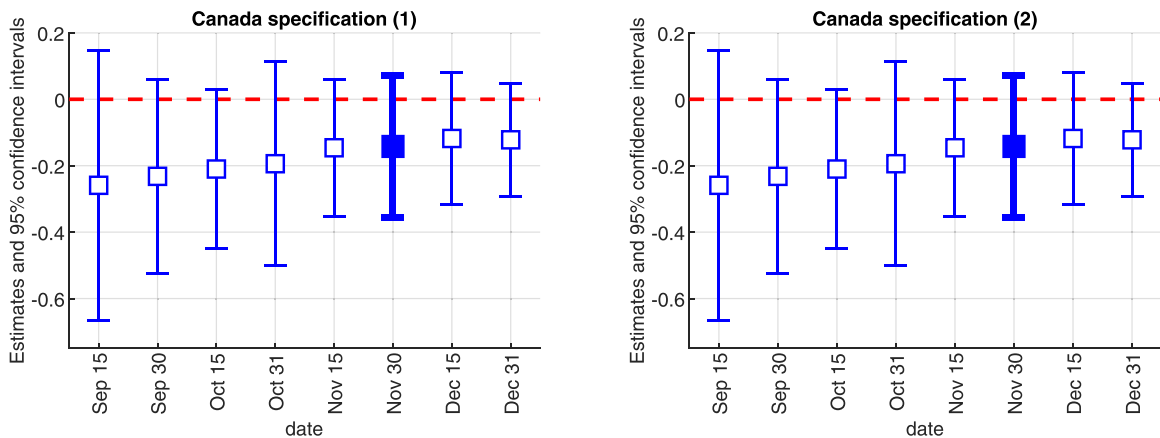 Canada specification (1)
Estimates and 95% confidence intervals
0.2
0
-0.2
-0.4
-0.6
Sep 15
Sep 30
Oct 15
Oct 31
Nov 15
Nov 30
Dec 15
Dec 31
date
Canada specification (2)
Estimates and 95% confidence intervals
0.2
0
-0.2
-0.4
-0.6
Sep 15
Sep 30
Oct 15
Oct 31
Nov 15
Nov 30
Dec 15
Dec 31
date